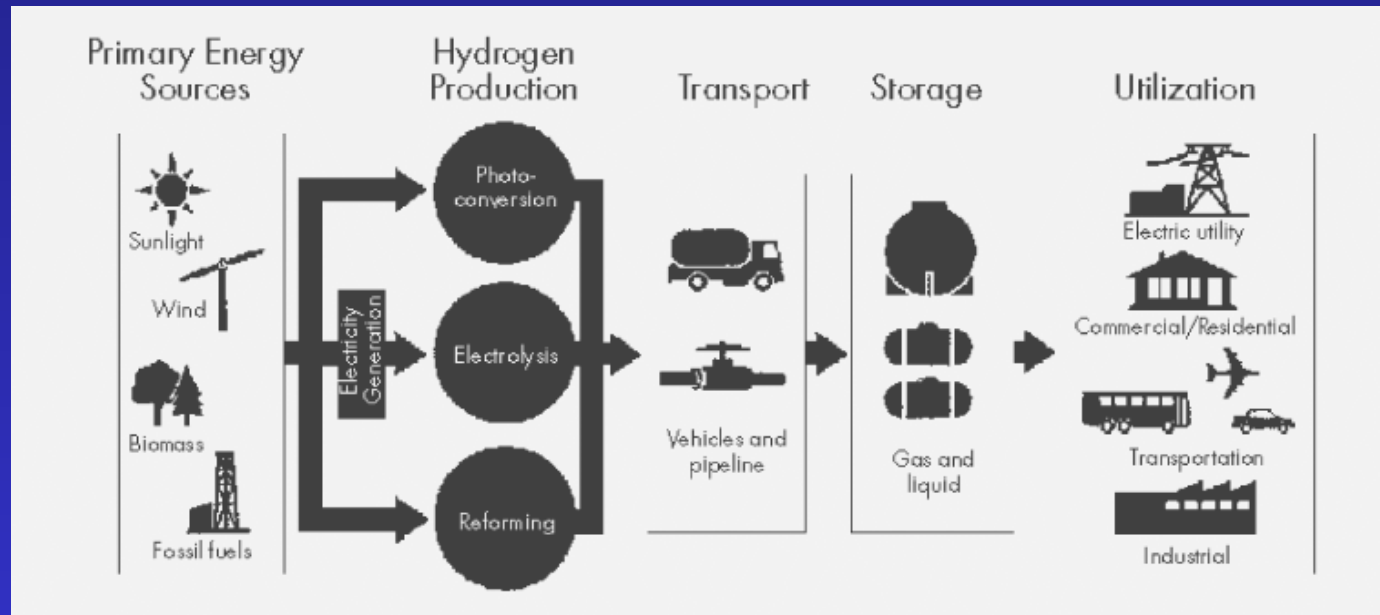 Primary Energy
Sources
Hydrogen
Production
Transport
Storage
Utilization
Sunlight
Wind
Biomass
Fossil fuels
Electricity
Generation
Photo-
conversion
Electrolysis
Reforming
Vehicles and
pipeline
Gas and
liquid
Electric utility
Commercial/Residential
Transportation
Industrial